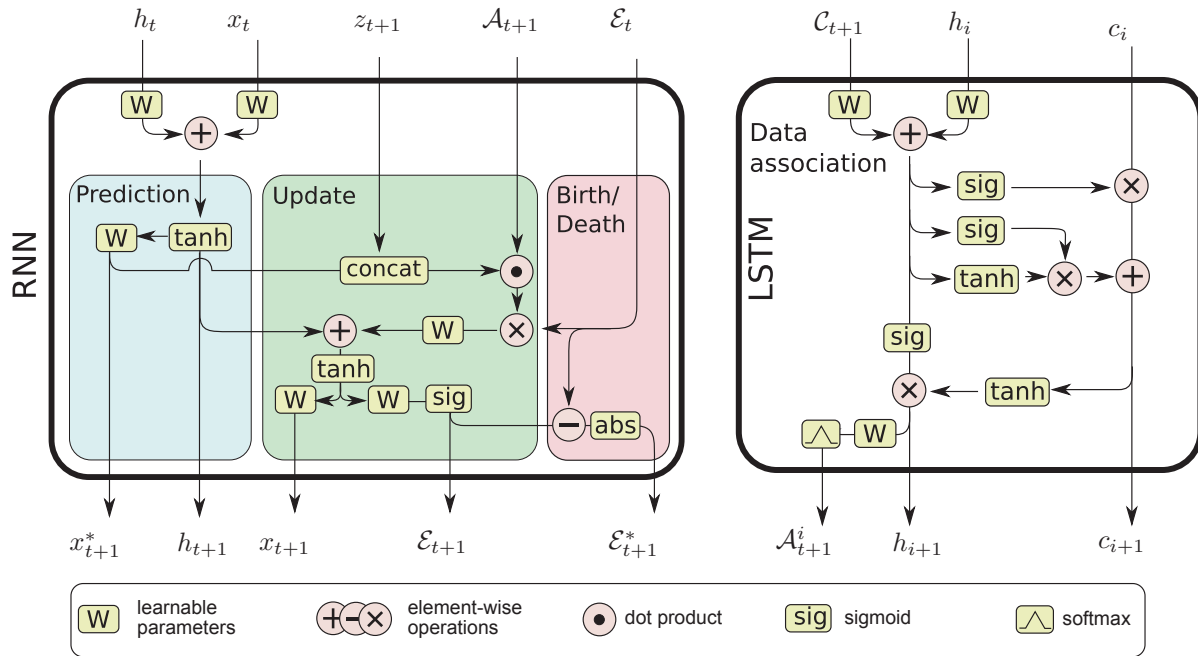 h_t x_t z_{t+1} 𝒜_{t+1} ℰ_t
W W
+
Prediction Update Birth/
Death
W tanh
concat
+ W ×
tanh
W W sig
− abs
RNN
x*_{t+1} h_{t+1} x_{t+1} ℰ_{t+1} ℰ*_{t+1}
𝒞_{t+1} h_i c_i
W W
Data
association
+
sig ×
sig
tanh × +
sig
× tanh
W
LSTM
𝒜^i_{t+1} h_{i+1} c_{i+1}
W learnable
parameters
+ − × element-wise
operations
dot product
sig sigmoid
softmax